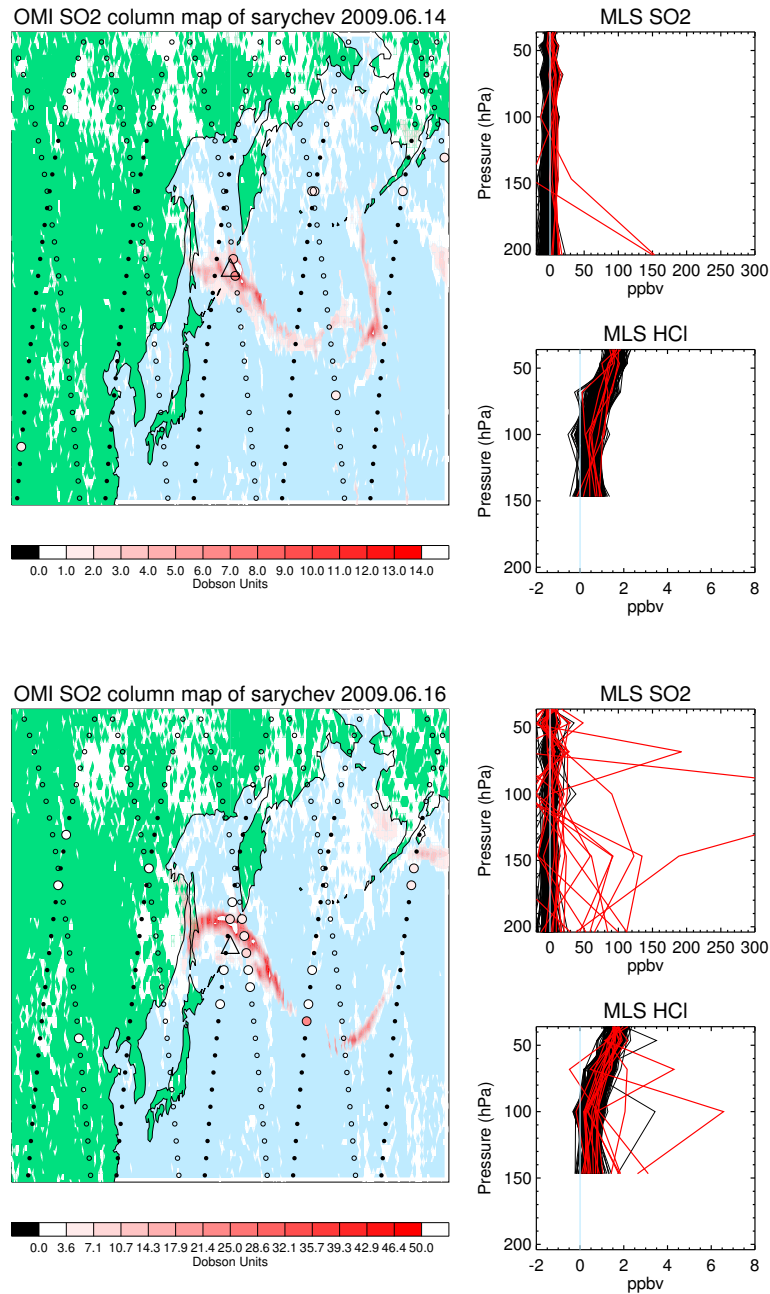 OMI SO2 column map of sarychev 2009.06.14
0.0 1.0 2.0 3.0 4.0 5.0 6.0 7.0 8.0 9.0 10.0 11.0 12.0 13.0 14.0
Dobson Units
MLS SO2
Pressure (hPa)
50
100
150
200
0 50 100 150 200 250 300
ppbv
MLS HCl
Pressure (hPa)
50
100
150
200
-2 0 2 4 6 8
ppbv
OMI SO2 column map of sarychev 2009.06.16
0.0 3.6 7.1 10.7 14.3 17.9 21.4 25.0 28.6 32.1 35.7 39.3 42.9 46.4 50.0
Dobson Units
MLS SO2
Pressure (hPa)
50
100
150
200
0 50 100 150 200 250 300
ppbv
MLS HCl
Pressure (hPa)
50
100
150
200
-2 0 2 4 6 8
ppbv